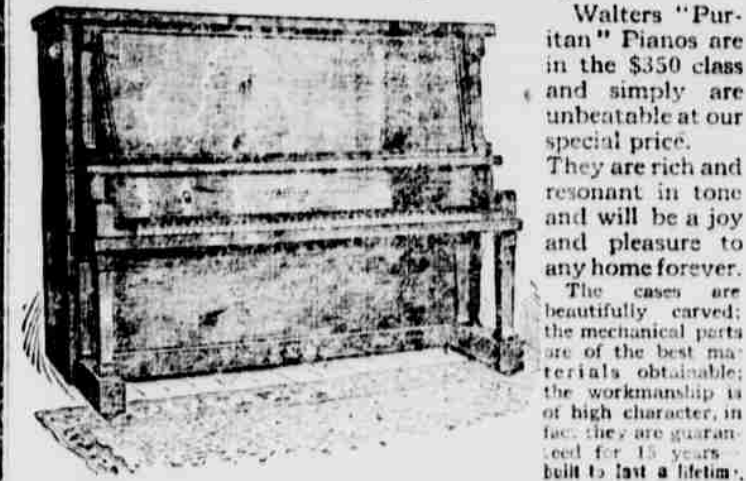 Walters "Pur-
itan" Pianos are
in the $350 class
and simply are
unbeatable at our
special price.
They are rich and
resonant in tone
and will be a joy
and pleasure to
any home forever.
The cases are
beautifully carved;
the mechanical parts
are of the best ma-
terials obtainable;
the workmanship is
of high character, in
fact they are guaran-
teed for 15 years—
built to last a lifetime.